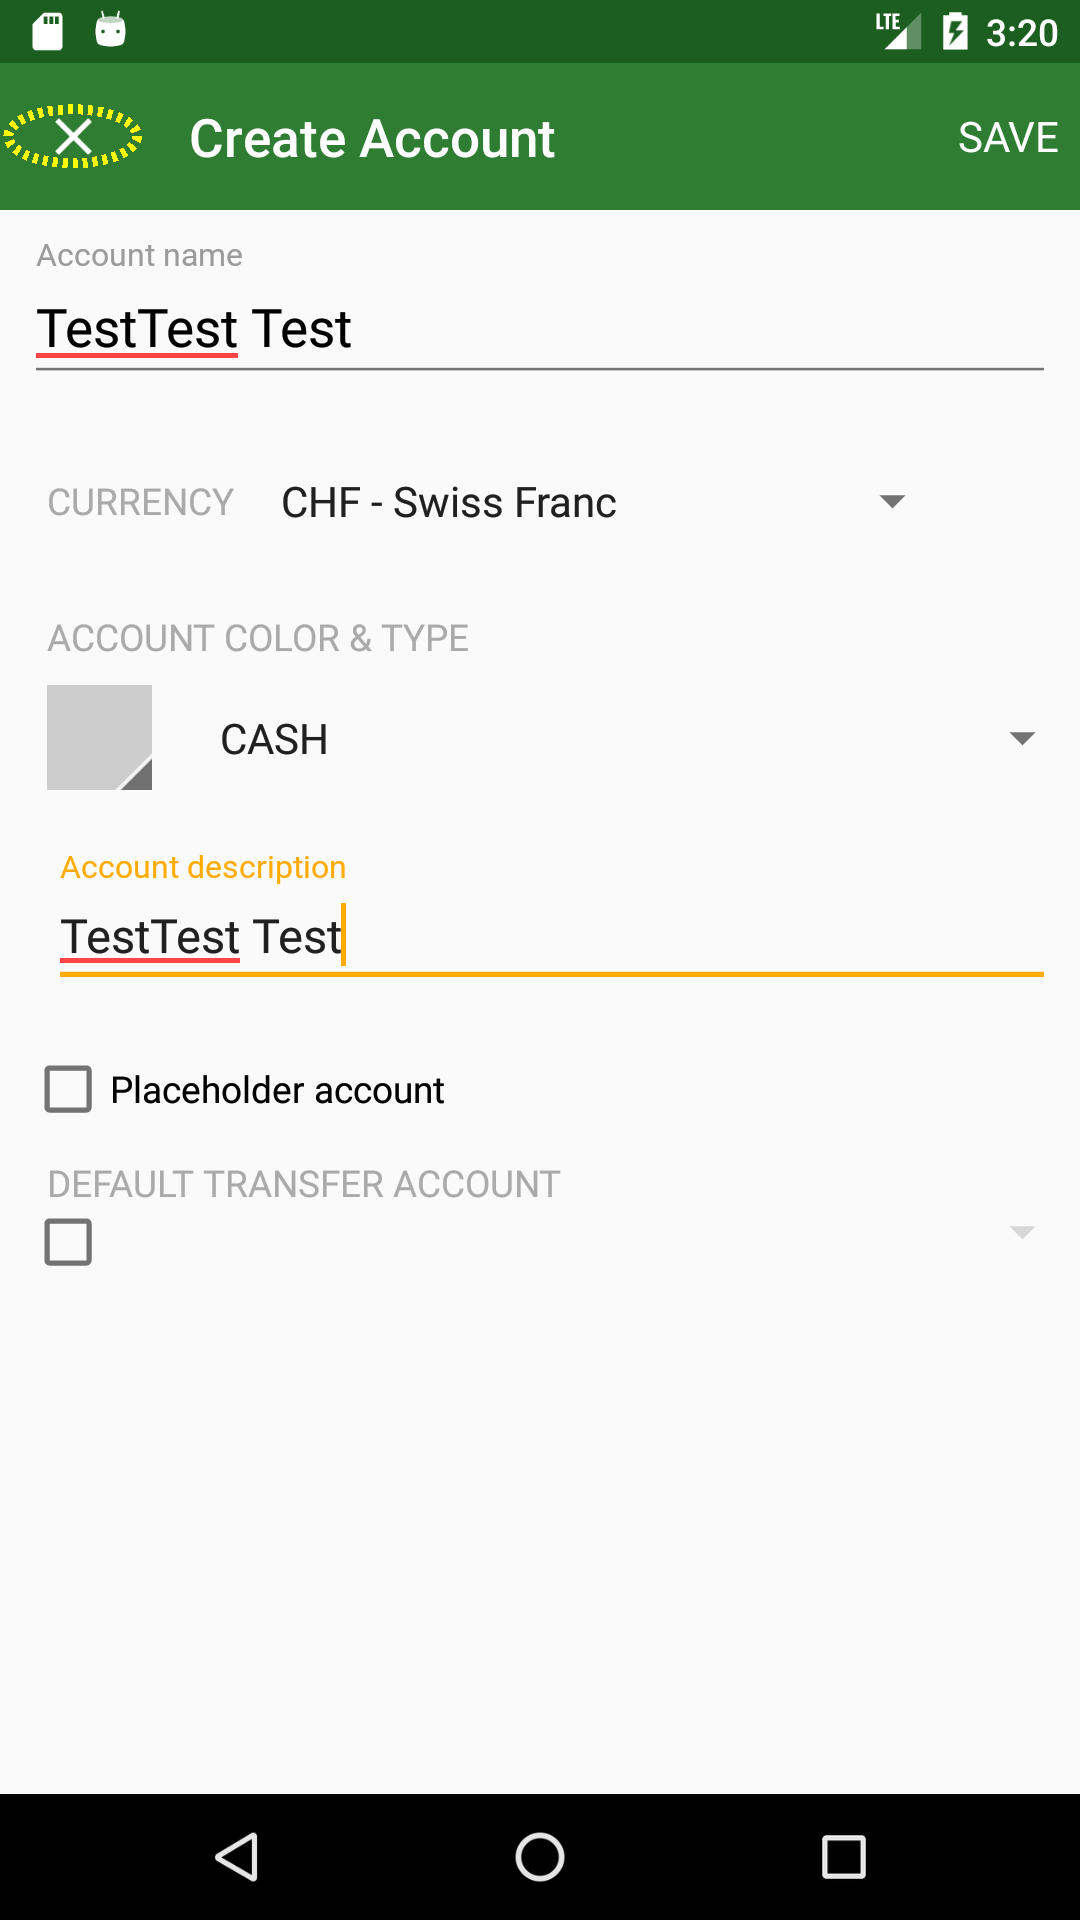 LTE 3:20
Create Account SAVE
Account name
TestTest Test
CURRENCY CHF - Swiss Franc
ACCOUNT COLOR & TYPE
CASH
Account description
TestTest Test
Placeholder account
DEFAULT TRANSFER ACCOUNT